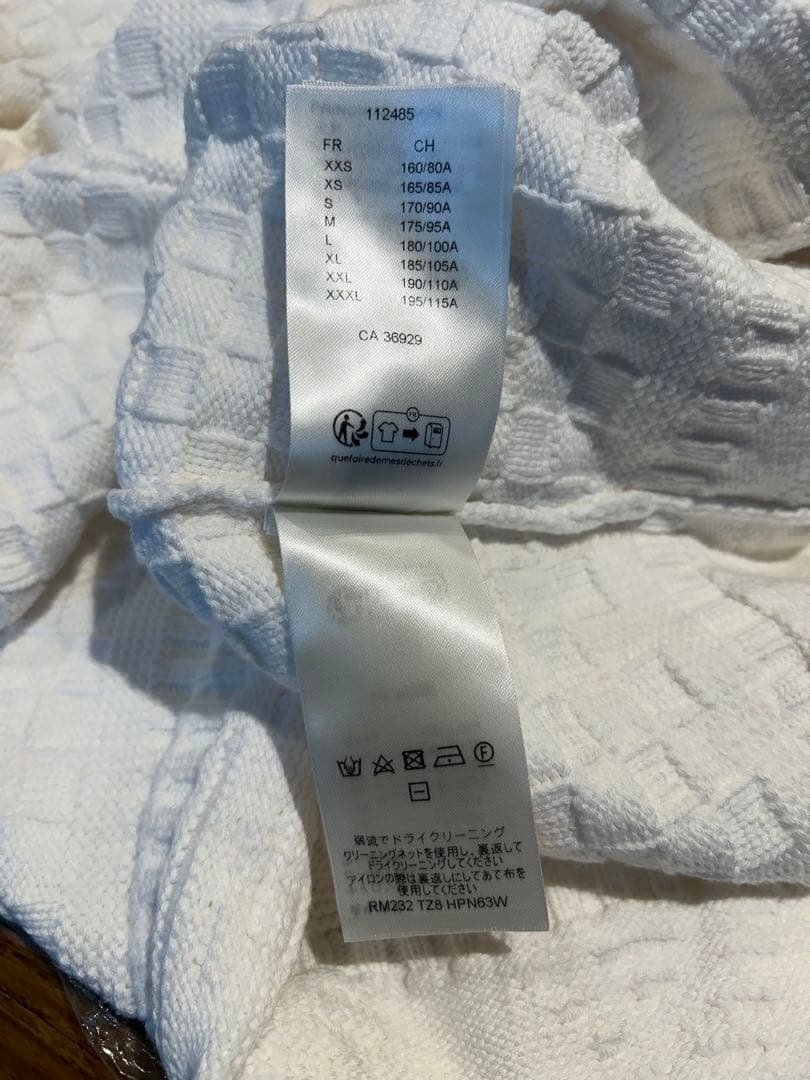 112485
FR CH
XXS 160/80A
XS 165/85A
S 170/90A
M 175/95A
L 180/100A
XL 185/105A
XXL 190/110A
XXXL 195/115A
CA 36929
FR
quefairedemesdechets.fr
F
弱流でドライクリーニング
クリーニングネットを使用し、裏返して
ドライクリーニングしてください
アイロンの際は裏返しにしてあて布を
使用してください
RM232 TZ8 HPN63W